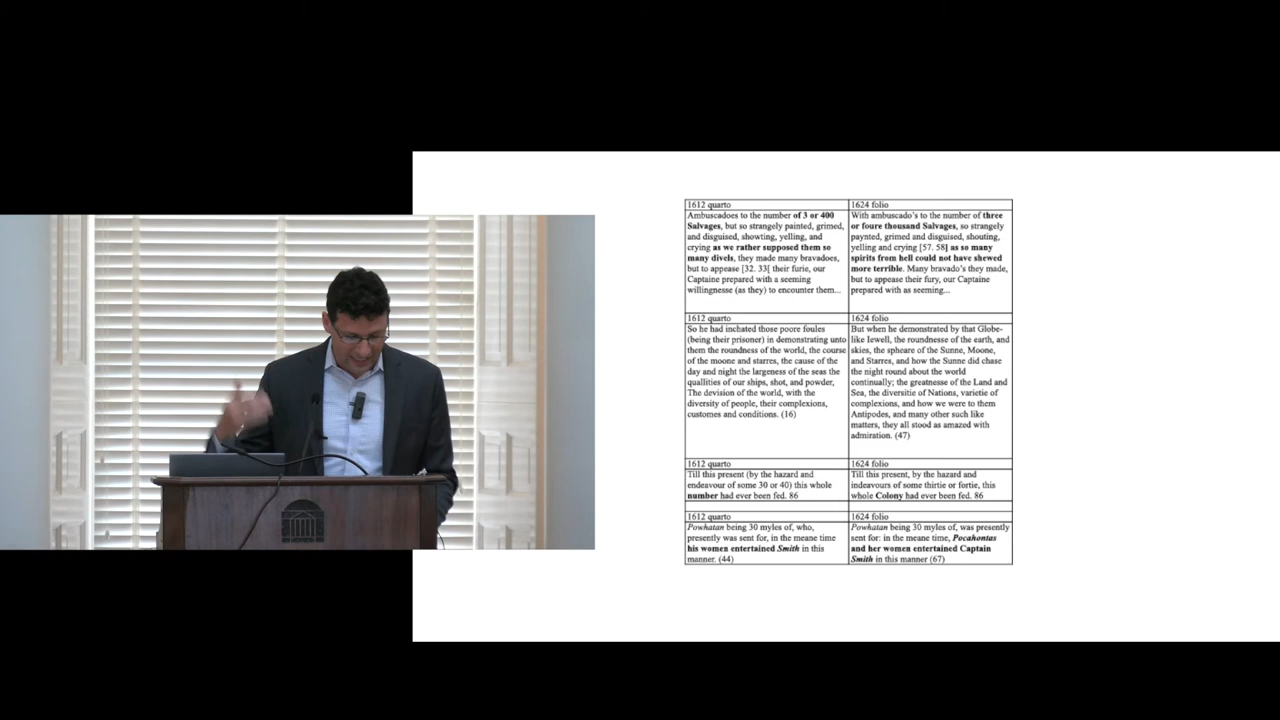 1612 quarto
Ambuscadoes to the number of 3 or 400
Salvages, but so strangely painted, grimed,
and disguised, showting, yelling, and
crying as we rather supposed them so
many divels, they made many bravadoes,
but to appease [32. 33[ their furie, our
Captaine prepared with a seeming
willingnesse (as they) to encounter them...
1624 folio
With ambuscado's to the number of three
or foure thousand Salvages, so strangely
paynted, grimed and disguised, shouting,
yelling and crying [57. 58] as so many
spirits from hell could not have shewed
more terrible. Many bravado's they made,
but to appease their fury, our Captaine
prepared with as seeming...
1612 quarto
So he had inchated those poore foules
(being their prisoner) in demonstrating unto
them the roundness of the world, the course
of the moone and starres, the cause of the
day and night the largeness of the seas the
quallities of our ships, shot, and powder,
The devision of the world, with the
diversity of people, their complexions,
customes and conditions. (16)
1624 folio
But when he demonstrated by that Globe-
like Iewell, the roundnesse of the earth, and
skies, the spheare of the Sunne, Moone,
and Starres, and how the Sunne did chase
the night round about the world
continually; the greatnesse of the Land and
Sea, the diversitie of Nations, varietie of
complexions, and how we were to them
Antipodes, and many other such like
matters, they all stood as amazed with
admiration. (47)
1612 quarto
Till this present (by the hazard and
endeavour of some 30 or 40) this whole
number had ever been fed. 86
1624 folio
Till this present, by the hazard and
indeavours of some thirtie or fortie, this
whole Colony had ever been fed. 86
1612 quarto
Powhatan being 30 myles of, who,
presently was sent for, in the meane time
his women entertained Smith in this
manner. (44)
1624 folio
Powhatan being 30 myles of, was presently
sent for: in the meane time, Pocahontas
and her women entertained Captain
Smith in this manner (67)